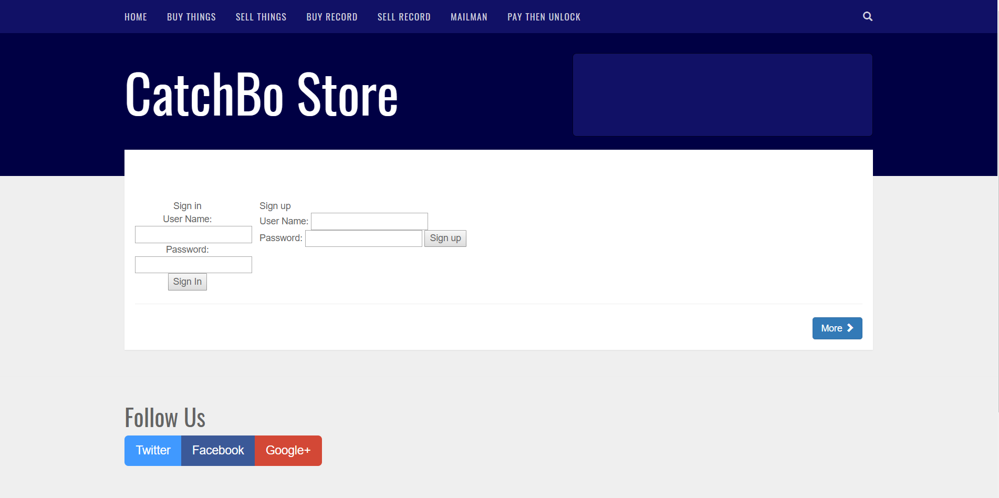 HOME BUY THINGS SELL THINGS BUY RECORD SELL RECORD MAILMAN PAY THEN UNLOCK
CatchBo Store
Sign in
User Name:
Password:
Sign In
Sign up
User Name:
Password: Sign up
More
Follow Us
Twitter Facebook Google+